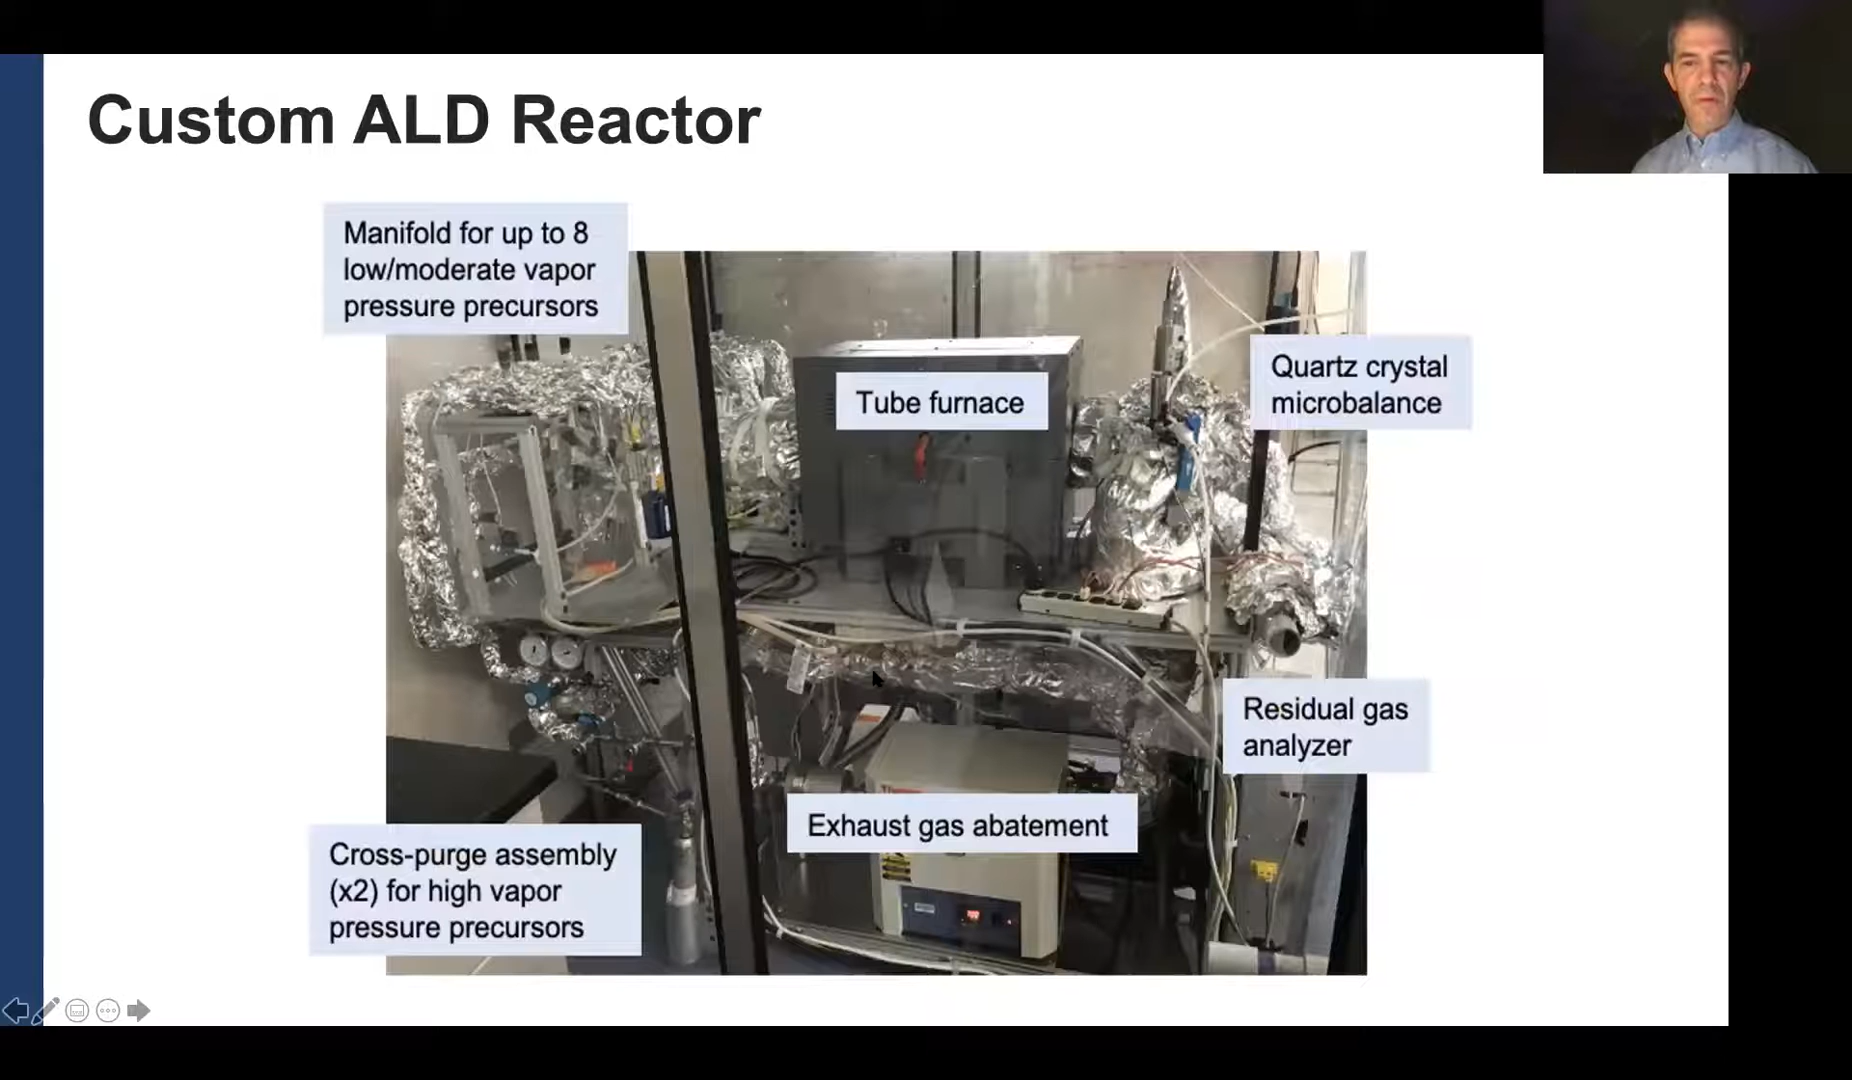 Custom ALD Reactor
Manifold for up to 8
low/moderate vapor
pressure precursors
Tube furnace
Quartz crystal
microbalance
Residual gas
analyzer
Exhaust gas abatement
Cross-purge assembly
(x2) for high vapor
pressure precursors